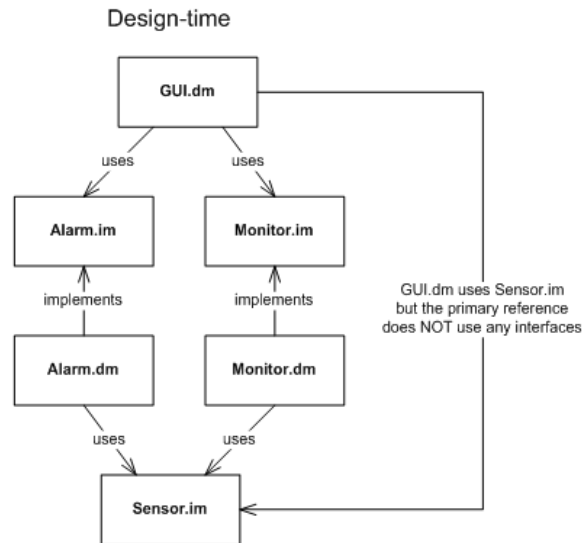 Design-time
GUI.dm
uses
uses
Alarm.im
Monitor.im
GUI.dm uses Sensor.im
but the primary reference
does NOT use any interfaces
implements
implements
Alarm.dm
Monitor.dm
uses
uses
Sensor.im